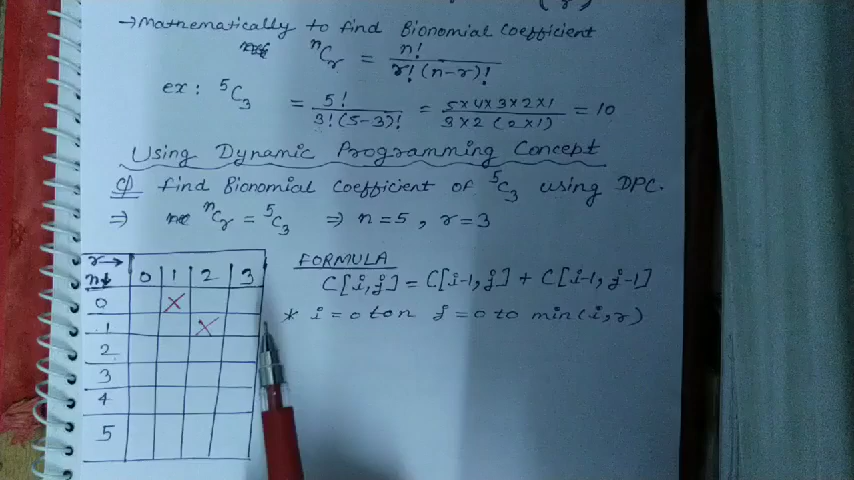 (r)
→Mathematically to find Bionomial Coefficient
ⁿCᵣ = n! / r!(n-r)!
ex: ⁵C₃ = 5! / 3!(5-3)! = 5×4×3×2×1 / 3×2(2×1) = 10
Using Dynamic Programming Concept
Q) find Bionomial Coefficient of ⁵C₃ using DPC.
⇒ ⁿCᵣ = ⁵C₃ ⇒ n=5, r=3
FORMULA
C[i,j] = C[i-1,j] + C[i-1,j-1]
* i=0 to n j=0 to min(i,r)
r→ 0 1 2 3
n↓
0 X
1 X
2
3
4
5